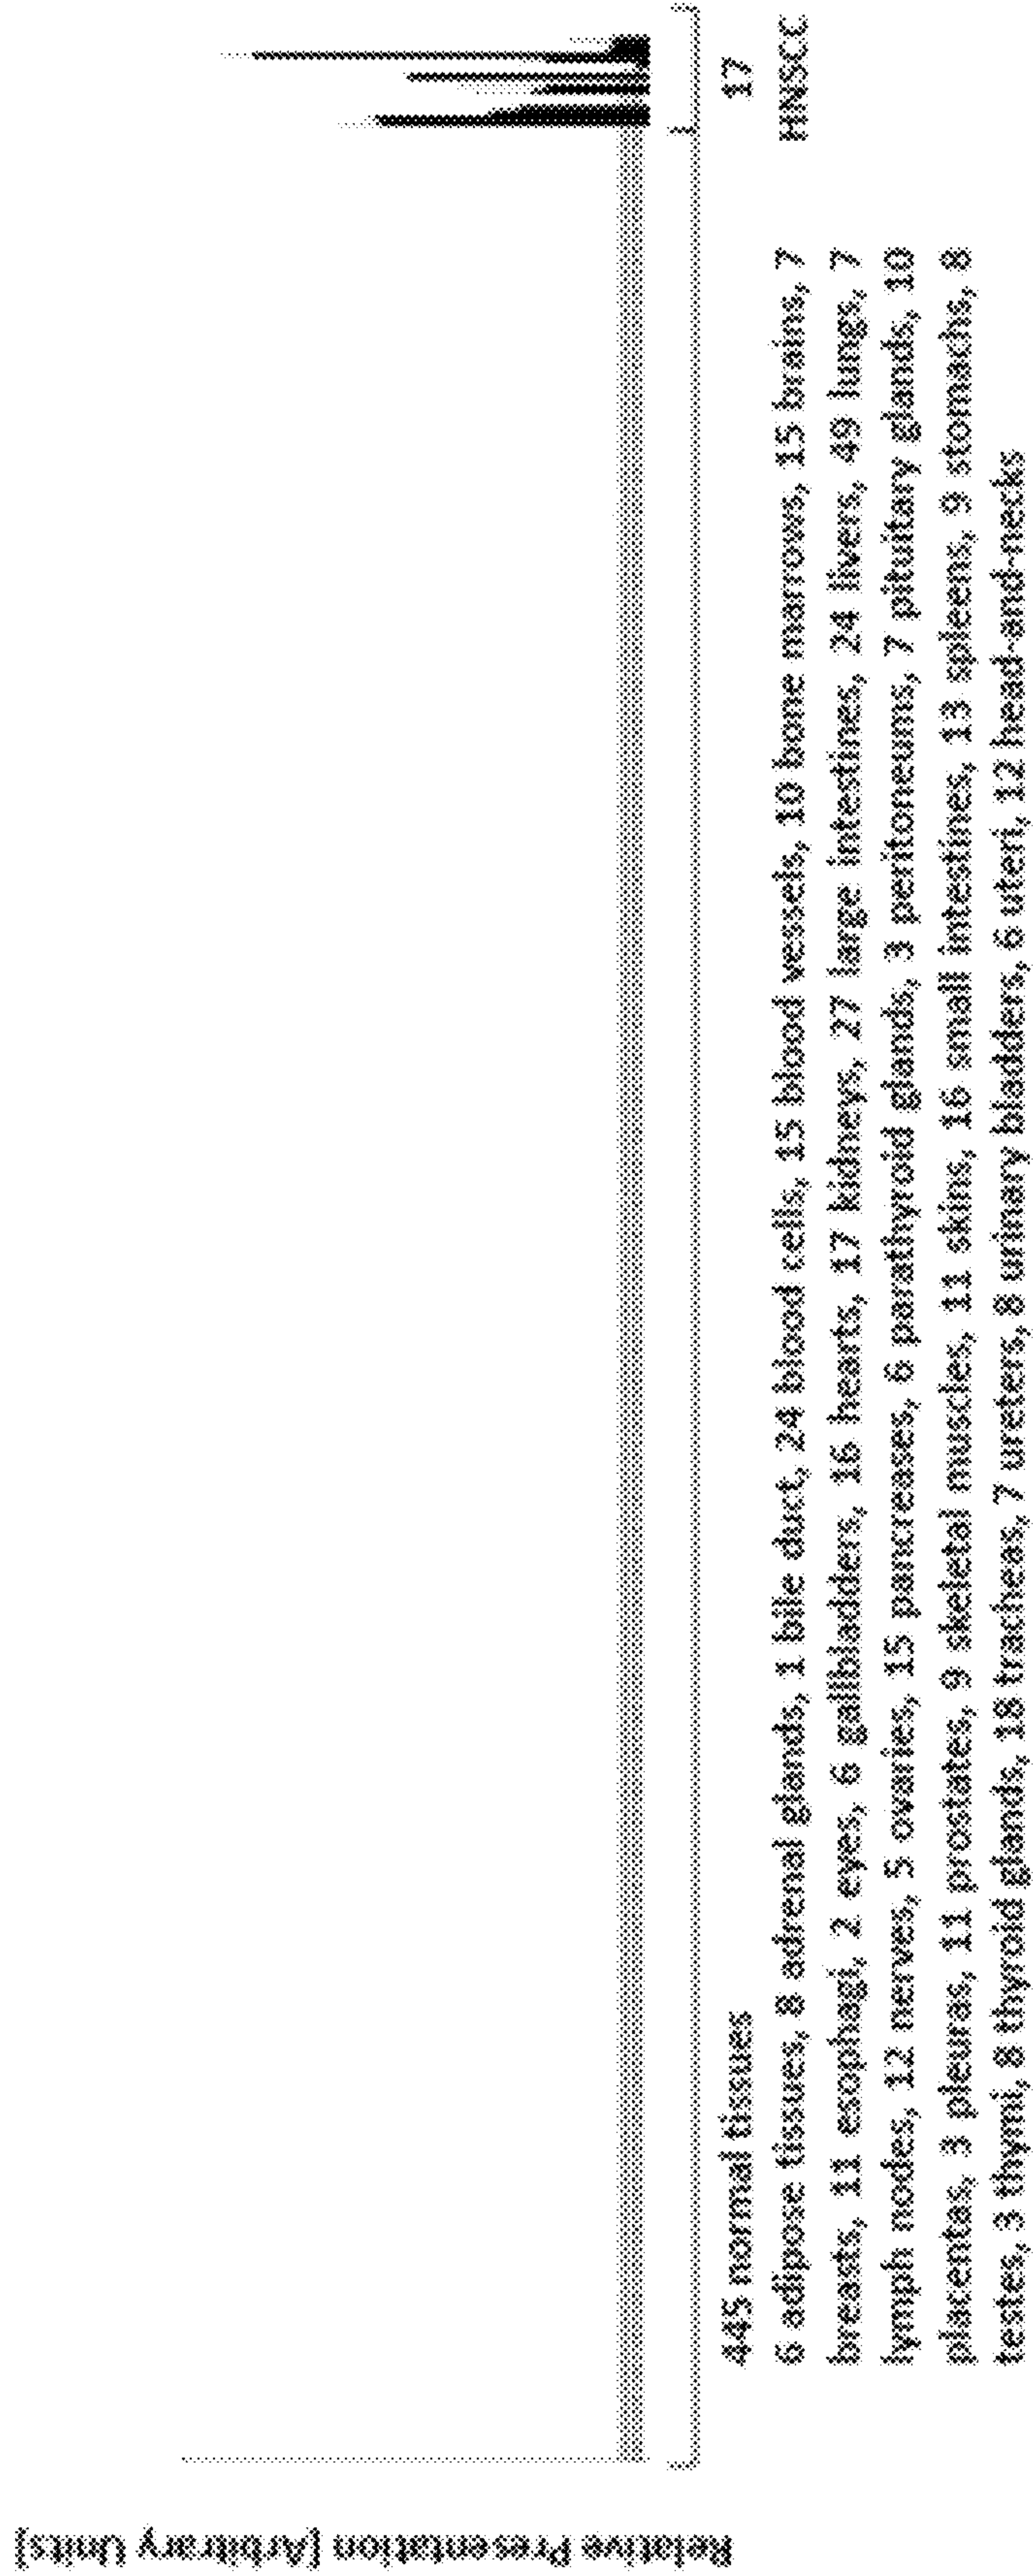 Relative Presentation [Arbitrary Units]
445 normal tissues
17
HNSCC
6 adipose tissues, 8 adrenal glands, 1 bile duct, 24 blood cells, 15 blood vessels, 10 bone marrows, 15 brains, 7
breasts, 11 esophagi, 2 eyes, 6 gallbladders, 16 hearts, 17 kidneys, 27 large intestines, 24 livers, 49 lungs, 7
lymph nodes, 12 nerves, 5 ovaries, 15 pancreases, 6 parathyroid glands, 3 peritoneums, 7 pituitary glands, 10
placentas, 3 pleuras, 11 prostates, 9 skeletal muscles, 11 skins, 16 small intestines, 13 spleens, 9 stomachs, 8
testes, 3 thymi, 8 thyroid glands, 18 tracheas, 7 ureters, 8 urinary bladders, 6 uteri, 12 head-and-necks